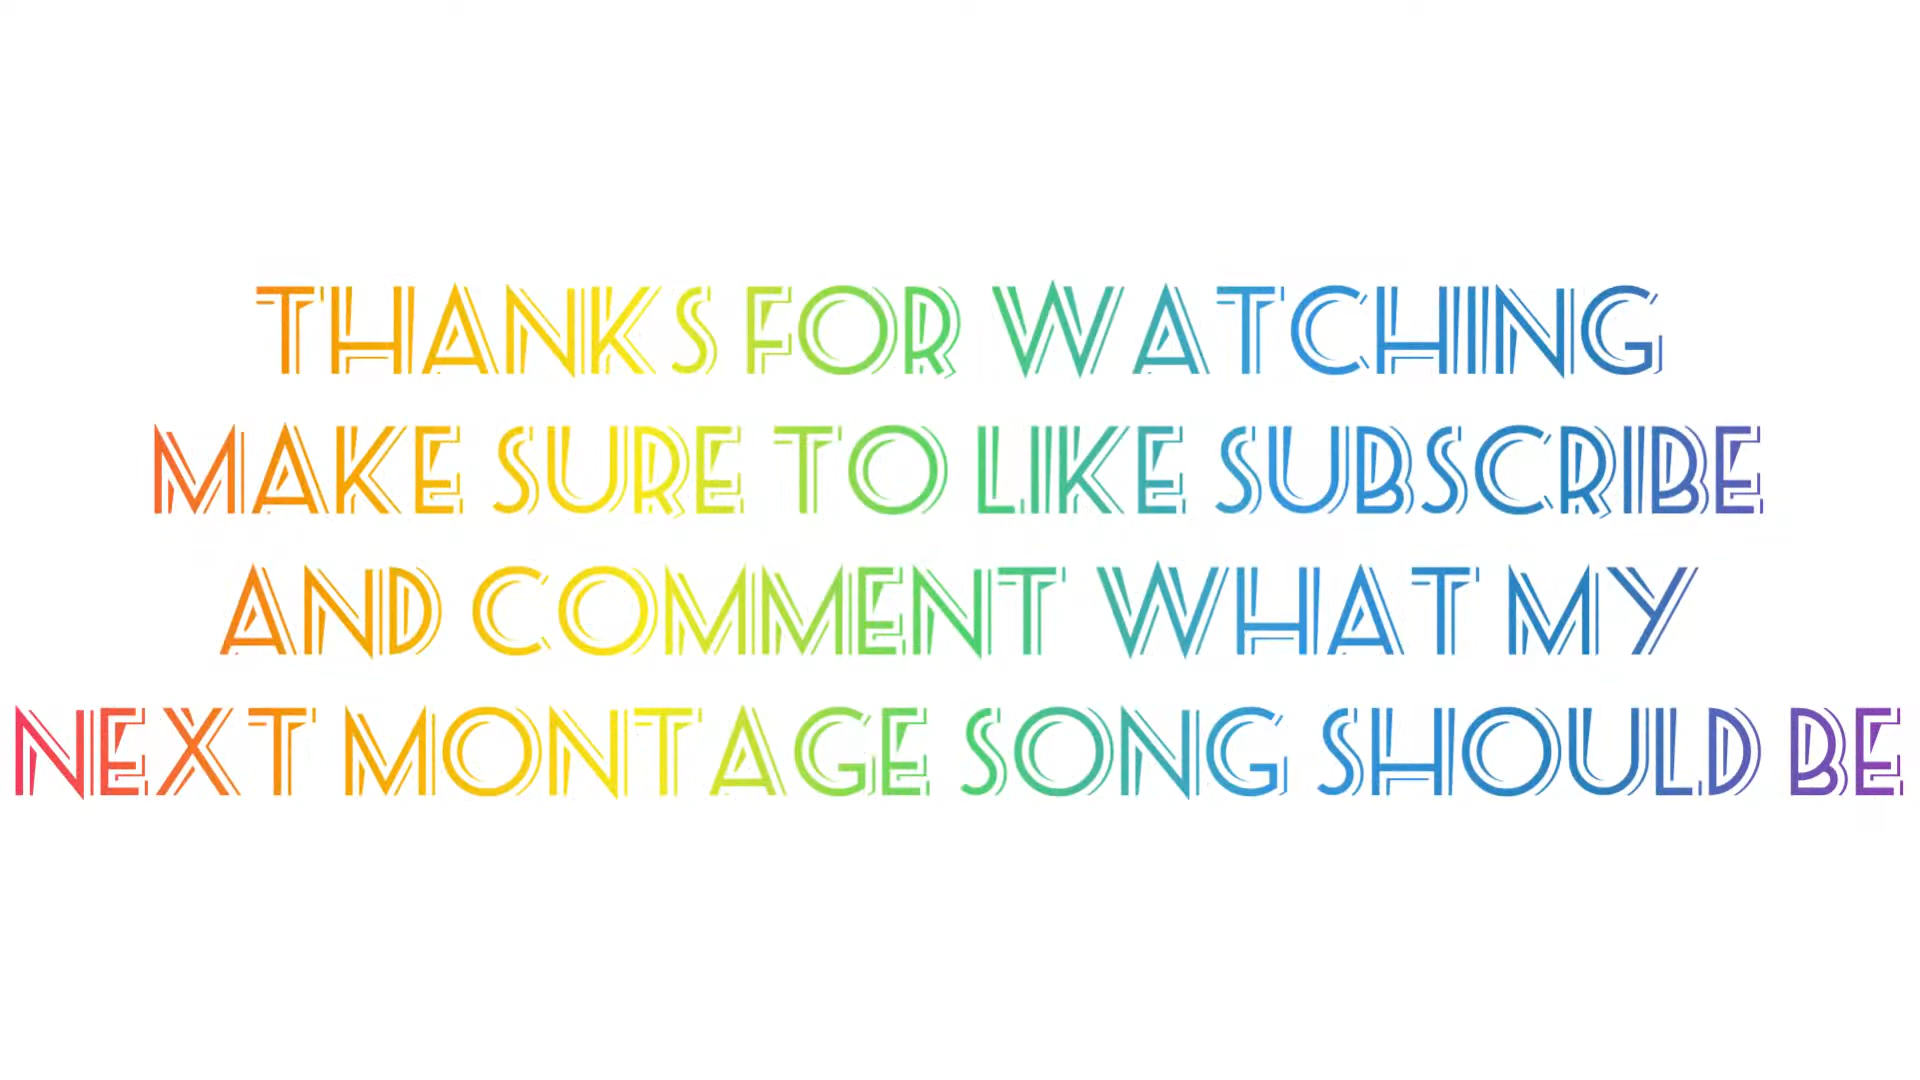 THANKS FOR WATCHING
MAKE SURE TO LIKE SUBSCRIBE
AND COMMENT WHAT MY
NEXT MONTAGE SONG SHOULD BE